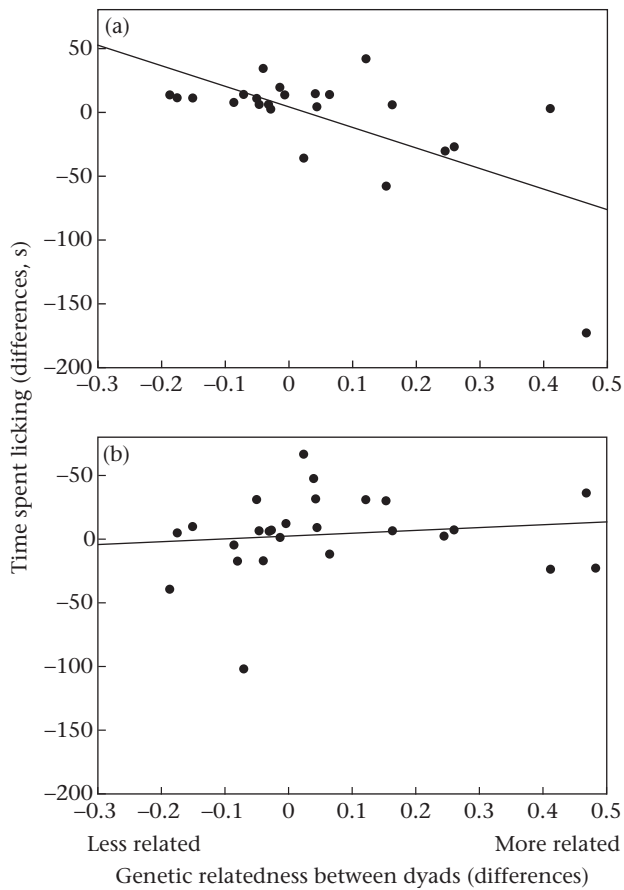 (a)
50
0
−50
−100
−150
−200
−0.3 −0.2 −0.1 0 0.1 0.2 0.3 0.4 0.5
Time spent licking (differences, s)
(b)
-50
0
−50
−100
−150
−200
−0.3 −0.2 −0.1 0 0.1 0.2 0.3 0.4 0.5
Less related More related
Genetic relatedness between dyads (differences)